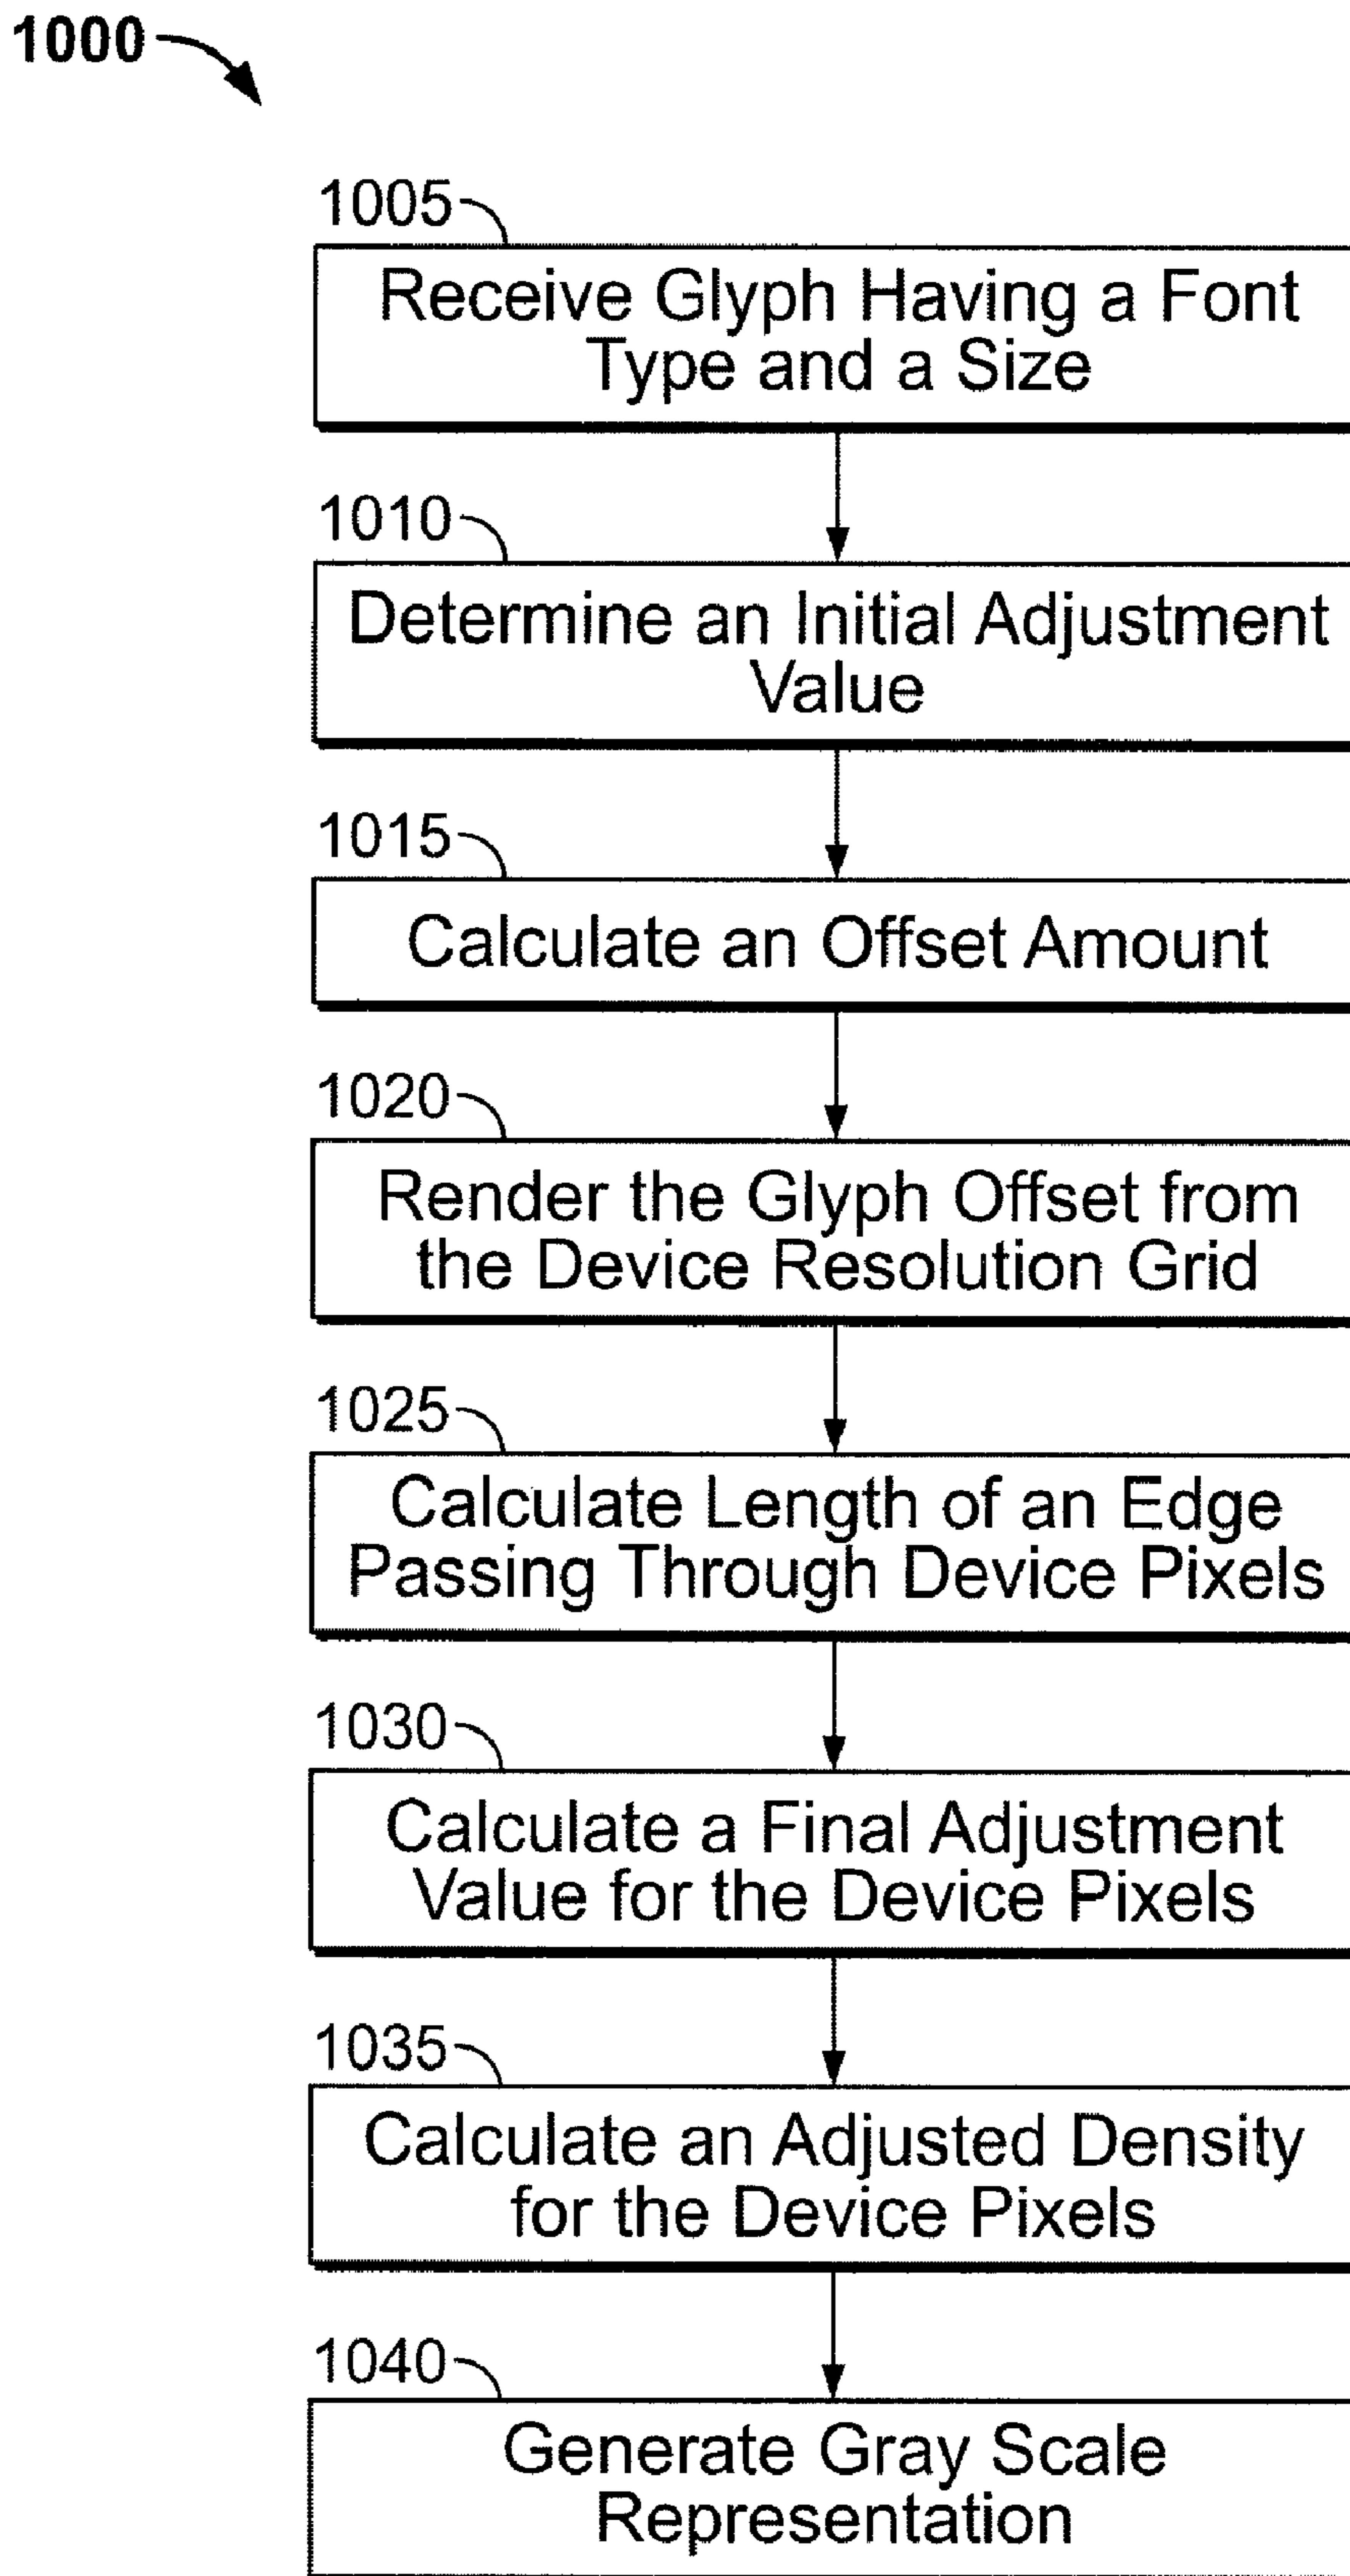 1000
1005
Receive Glyph Having a Font
Type and a Size
1010
Determine an Initial Adjustment
Value
1015
Calculate an Offset Amount
1020
Render the Glyph Offset from
the Device Resolution Grid
1025
Calculate Length of an Edge
Passing Through Device Pixels
1030
Calculate a Final Adjustment
Value for the Device Pixels
1035
Calculate an Adjusted Density
for the Device Pixels
1040
Generate Gray Scale
Representation